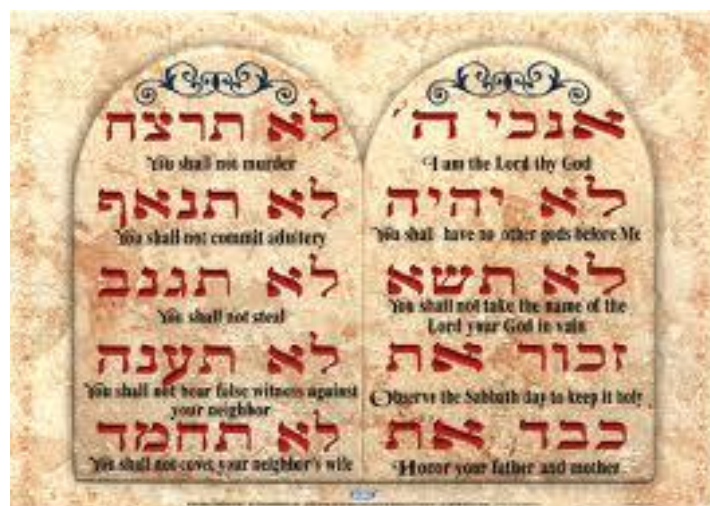 אנכי ה'
I am the Lord thy God
לא יהיה
You shall have no other gods before Me
לא תשא
You shall not take the name of the
Lord your God in vain
זכור את
Observe the Sabbath day to keep it holy
כבד את
Honor your father and mother
לא תרצח
You shall not murder
לא תנאף
You shall not commit adultery
לא תגנב
You shall not steal
לא תענה
You shall not bear false witness against
your neighbor
לא תחמד
You shall not covet your neighbor's wife